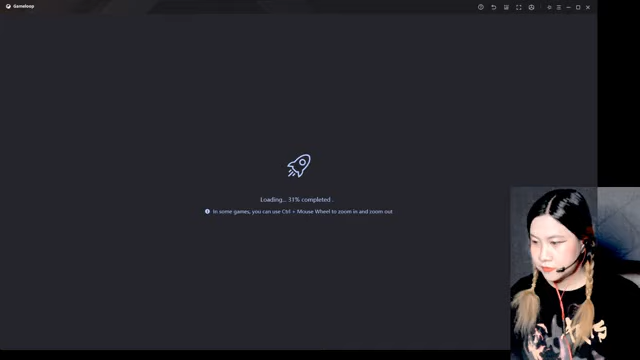 Gameloop
Loading... 31% completed .
In some games, you can use Ctrl + Mouse Wheel to zoom in and zoom out